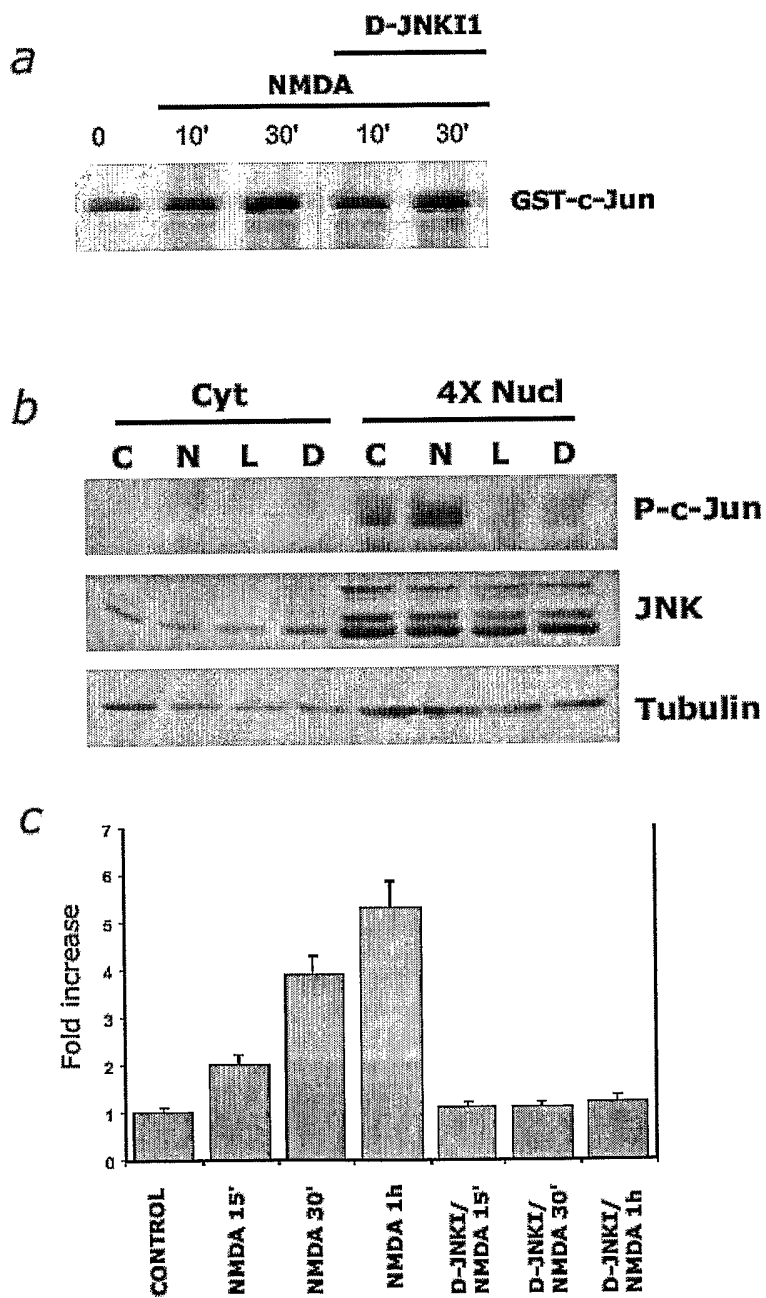 a
D-JNKI1
NMDA
0 10' 30' 10' 30'
GST-c-Jun
b
Cyt 4X Nucl
C N L D C N L D
P-c-Jun
JNK
Tubulin
c
Fold increase
7
6
5
4
3
2
1
0
CONTROL
NMDA 15'
NMDA 30'
NMDA 1h
D-JNKI/
NMDA 15'
D-JNKI/
NMDA 30'
D-JNKI/
NMDA 1h